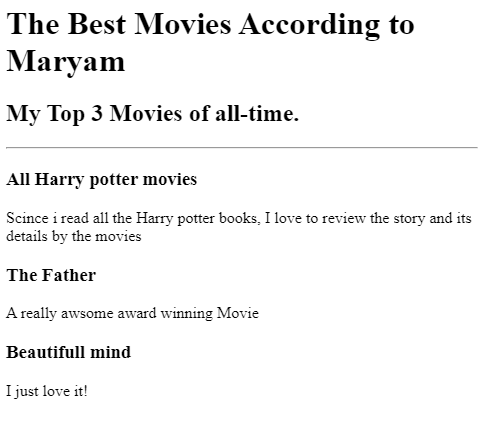 The Best Movies According to
Maryam
My Top 3 Movies of all-time.
All Harry potter movies
Scince i read all the Harry potter books, I love to review the story and its
details by the movies
The Father
A really awsome award winning Movie
Beautifull mind
I just love it!